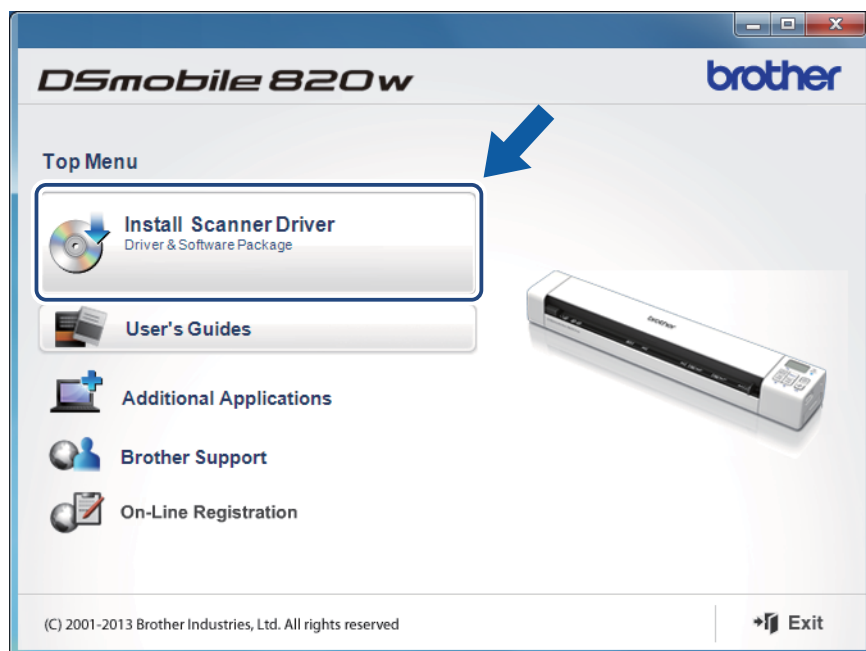 DSmobile 820w
brother
Top Menu
Install Scanner Driver
Driver & Software Package
User's Guides
brother
Additional Applications
Brother Support
On-Line Registration
(C) 2001-2013 Brother Industries, Ltd. All rights reserved
Exit